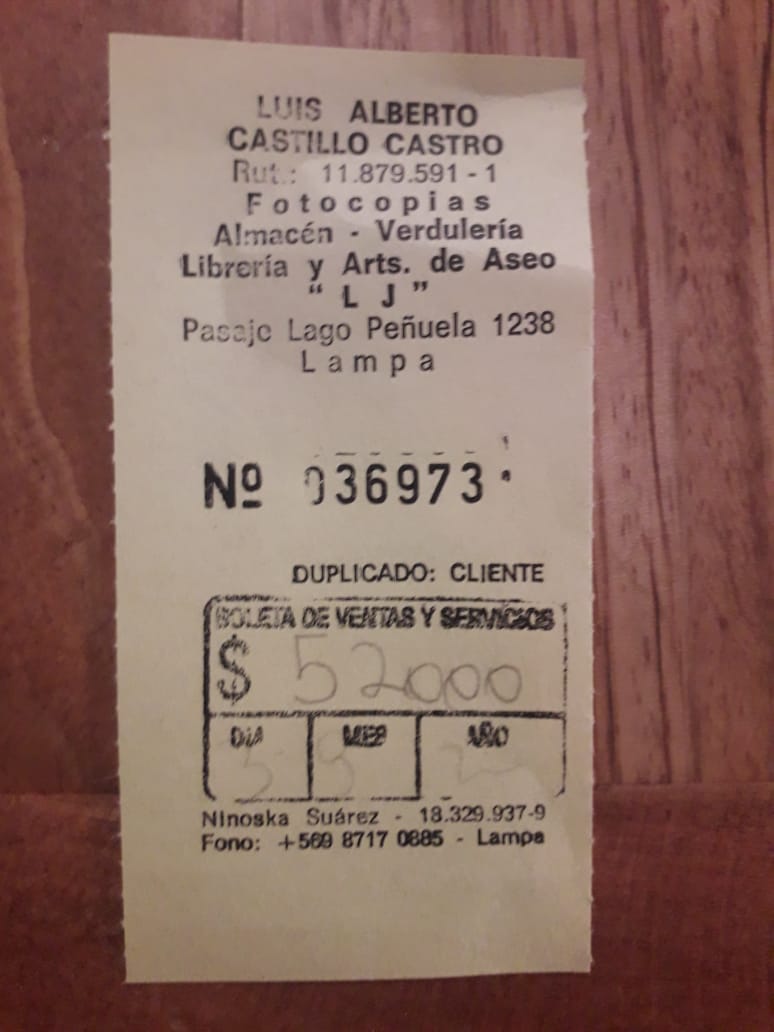 LUIS ALBERTO
CASTILLO CASTRO
Rut.: 11.879.591 - 1
Fotocopias
Almacén - Verdulería
Librería y Arts. de Aseo
“ L J ”
Pasaje Lago Peñuela 1238
Lampa
Nº 036973
DUPLICADO: CLIENTE
BOLETA DE VENTAS Y SERVICIOS
$ 52000
DIA MES AÑO
Ninoska Suárez - 18.329.937-9
Fono: +569 8717 0885 - Lampa